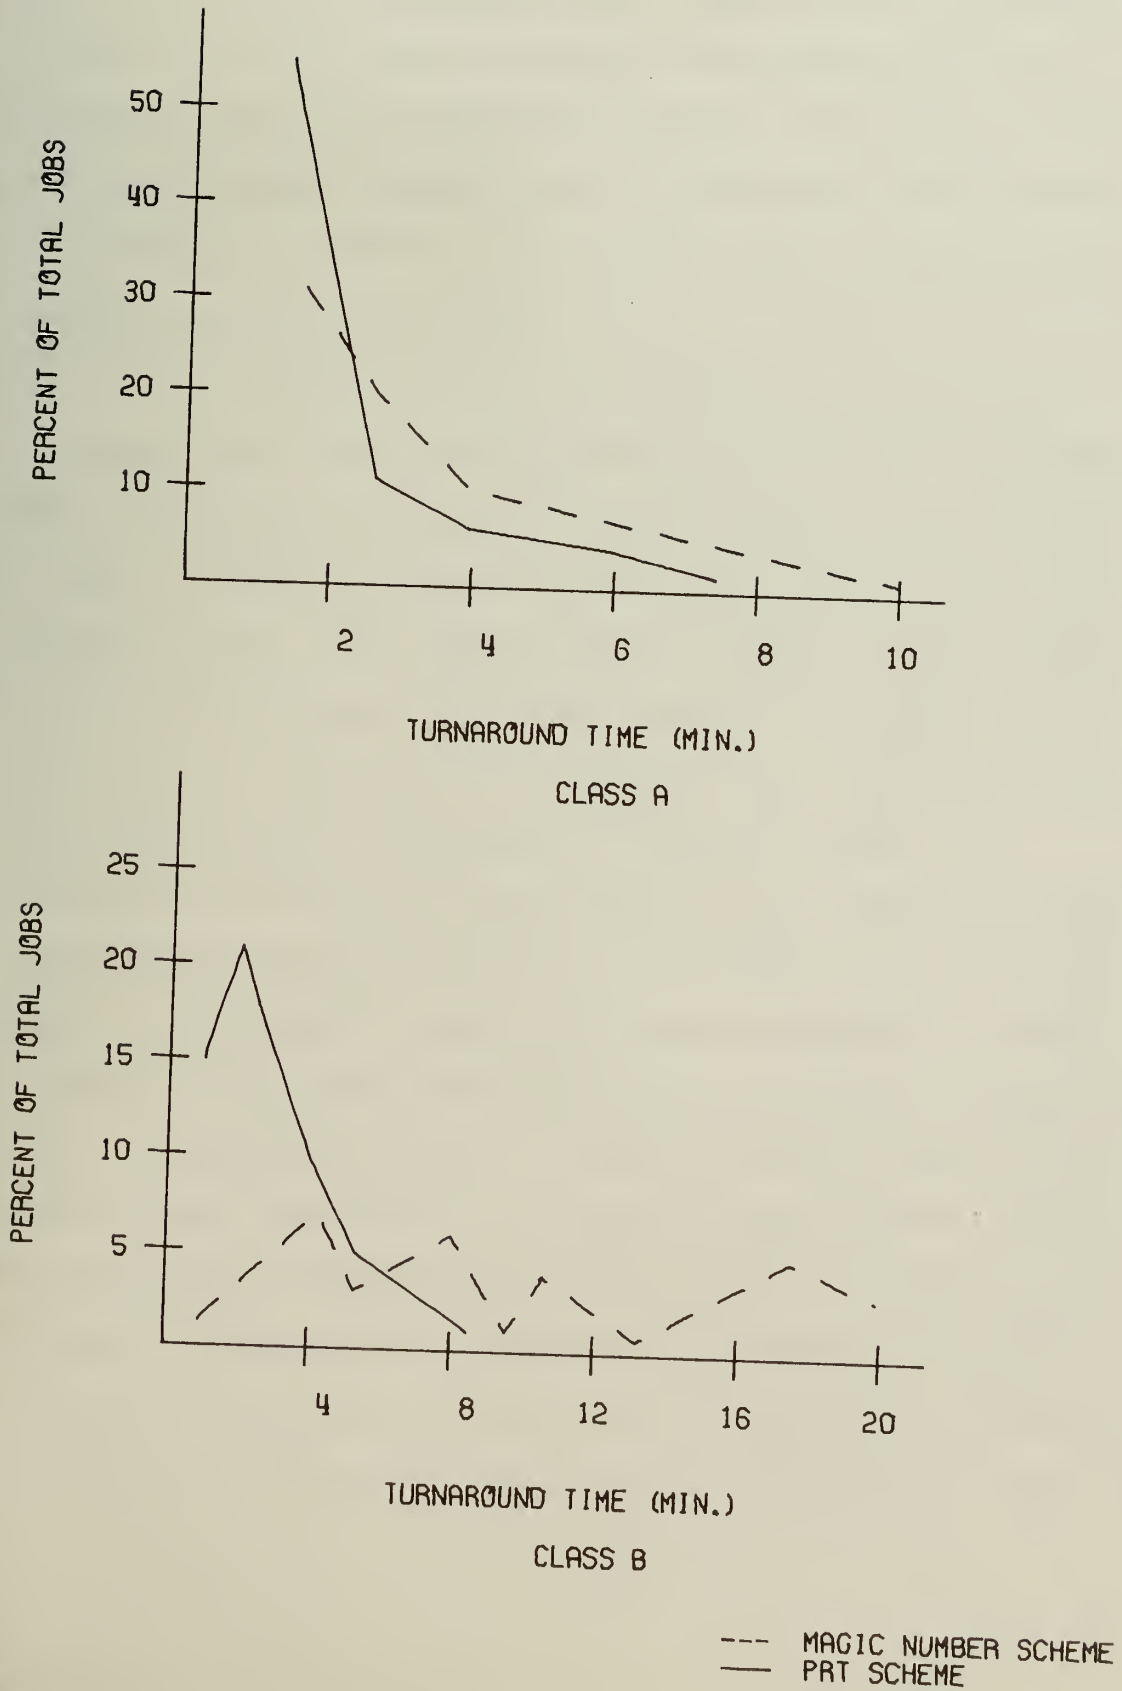 50
40
30
20
10
PERCENT OF TOTAL JOBS
2 4 6 8 10
TURNAROUND TIME (MIN.)
CLASS A
25
20
15
10
5
PERCENT OF TOTAL JOBS
4 8 12 16 20
TURNAROUND TIME (MIN.)
CLASS B
--- MAGIC NUMBER SCHEME
— PRT SCHEME